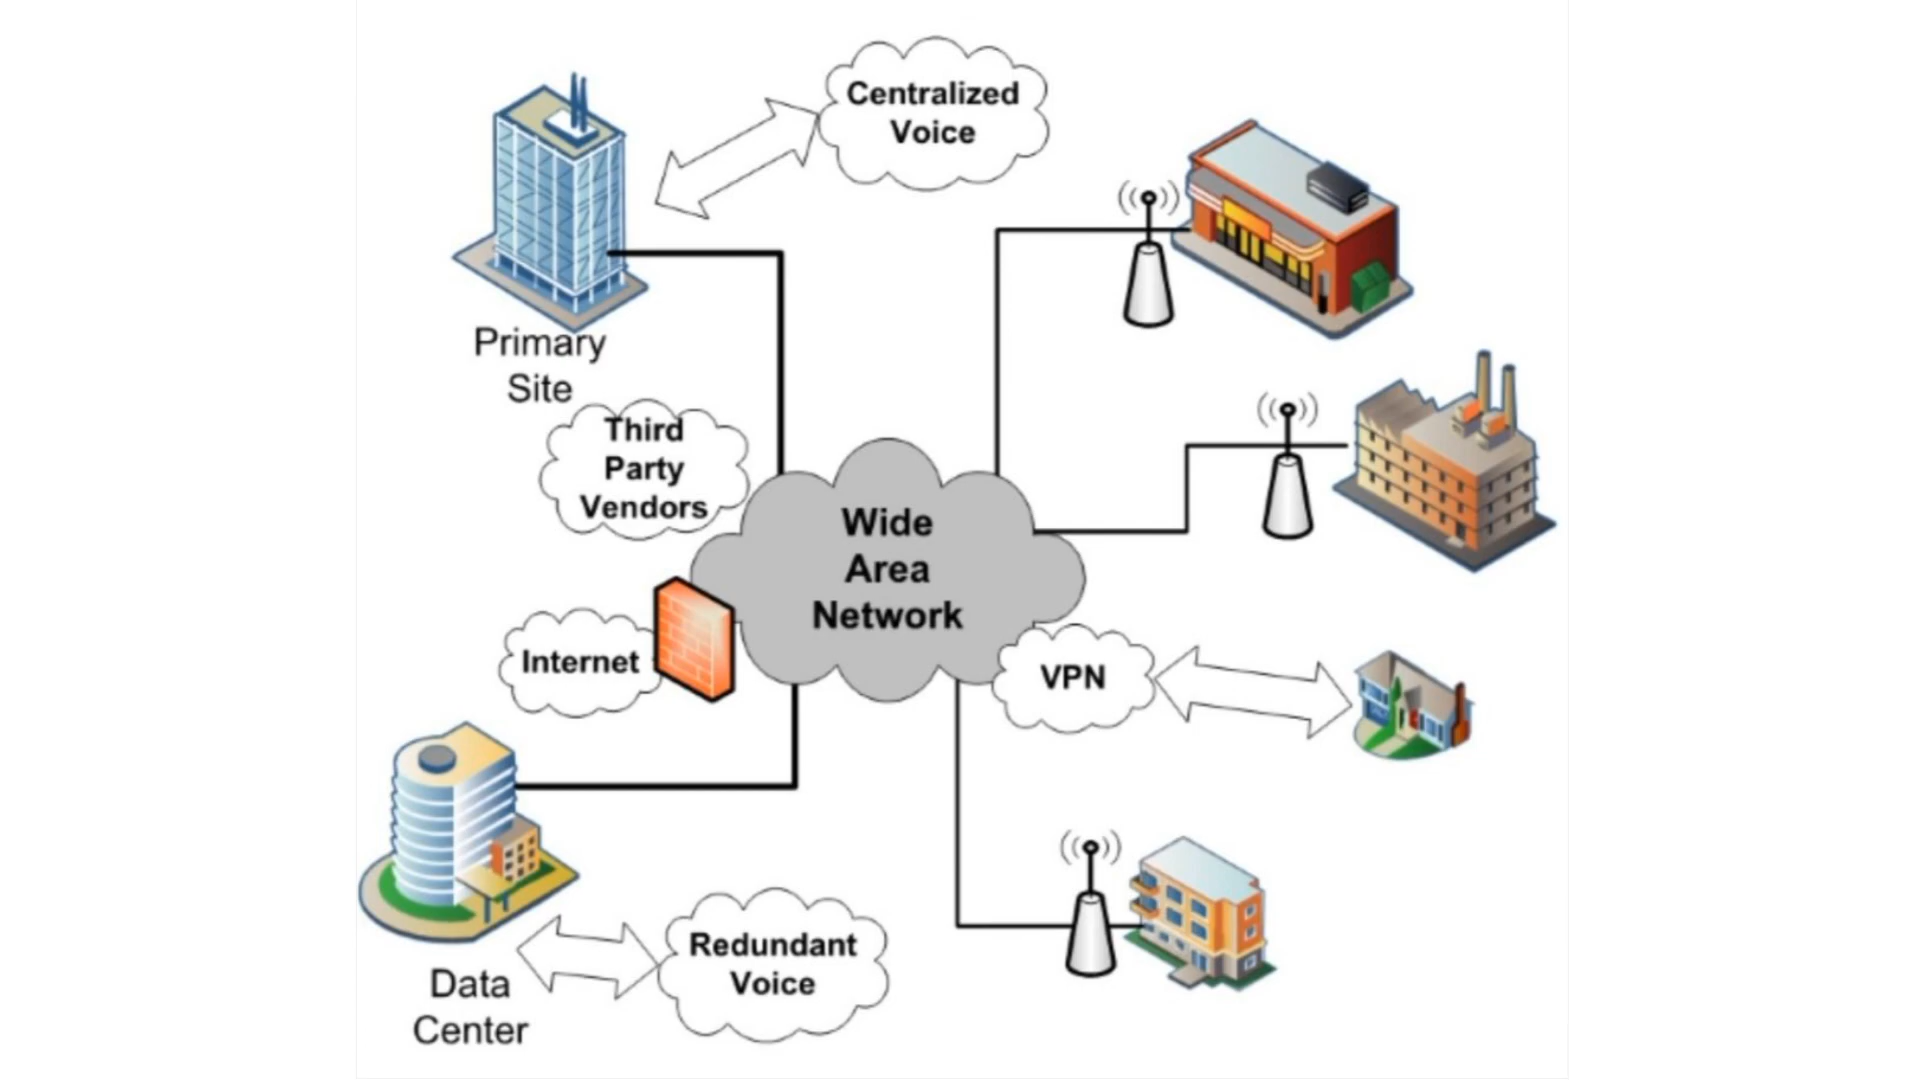 Centralized
Voice
Primary
Site
Third
Party
Vendors
Wide
Area
Network
Internet
VPN
Redundant
Voice
Data
Center